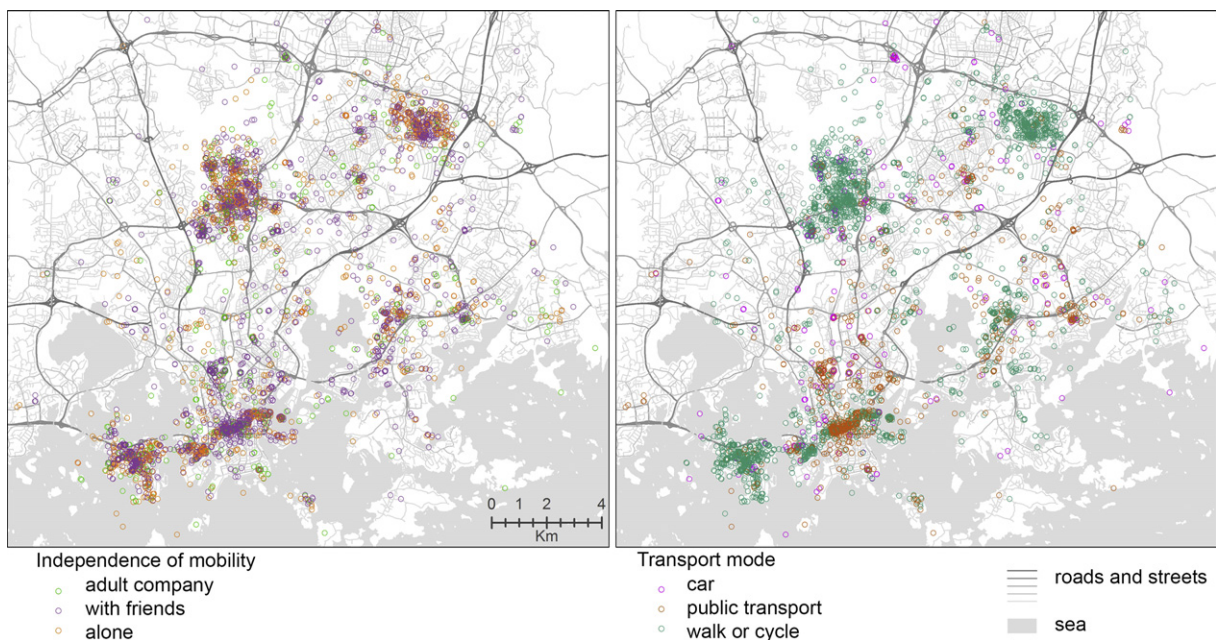 0 1 2 4
Km
Independence of mobility
adult company
with friends
alone
Transport mode
car
public transport
walk or cycle
roads and streets
sea